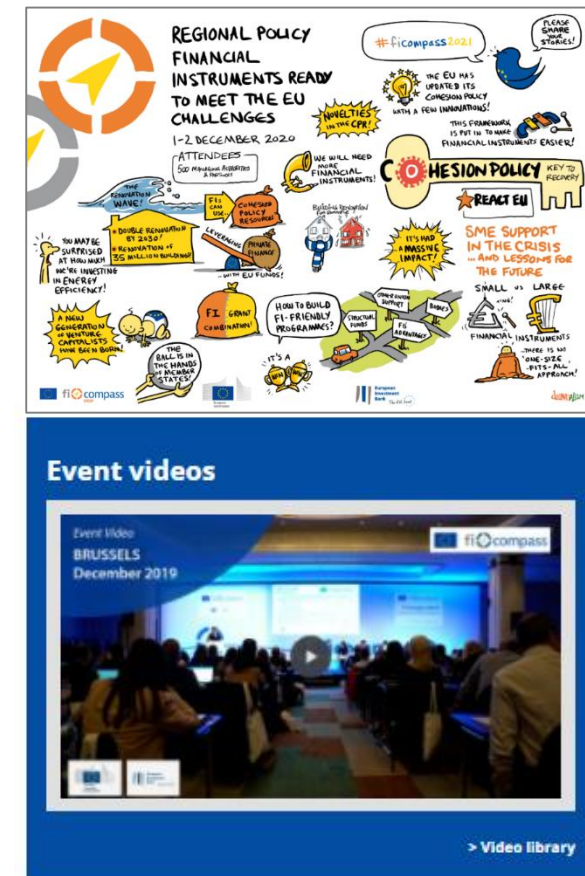 REGIONAL POLICY
FINANCIAL
INSTRUMENTS READY
TO MEET THE EU
CHALLENGES
1-2 DECEMBER 2020
ATTENDEES
500 MANAGING AUTHORITIES
#ficompass2021
PLEASE
SHARE
YOUR
STORIES!
THE EU HAS
UPDATED ITS
COHESION POLICY
WITH A FEW INNOVATIONS!
NOVELTIES
IN THE CPR!
THIS FRAMEWORK
IS PUT IN TO MAKE
FINANCIAL INSTRUMENTS EASIER!
WE WILL NEED
MORE
FINANCIAL
INSTRUMENTS!
COHESION POLICY
KEY TO
RECOVERY
REACT EU
THE
RENOVATION
WAVE!
FIs
CAN
USE...
COHESION
POLICY
RESOURCES
DOUBLE RENOVATION
BY 2030!
RENOVATION OF
35 MILLION BUILDINGS!
LEVERAGING
PRIVATE
FINANCE
...WITH EU FUNDS!
IT'S HAD
A MASSIVE
IMPACT!
SME SUPPORT
IN THE CRISIS
...AND LESSONS FOR
THE FUTURE
YOU MAY BE
SURPRISED
AT HOW MUCH
WE'RE INVESTING
IN ENERGY
EFFICIENCY!
SMALL VS LARGE
FINANCIAL INSTRUMENTS
...THERE IS NO
'ONE-SIZE
-FITS-ALL
APPROACH!
A NEW
GENERATION
OF VENTURE
CAPITALISTS
HAVE BEEN BORN!
FI GRANT
COMBINATION!
HOW TO BUILD
FI-FRIENDLY
PROGRAMMES?
STRUCTURAL
FUNDS
SUPPORT
BODIES
THE
BALL IS IN
THE HANDS
OF MEMBER
STATES!
IT'S A
WIN WIN
fi compass
European
Investment
Bank
Event videos
Event Video
BRUSSELS
December 2019
fi compass
> Video library